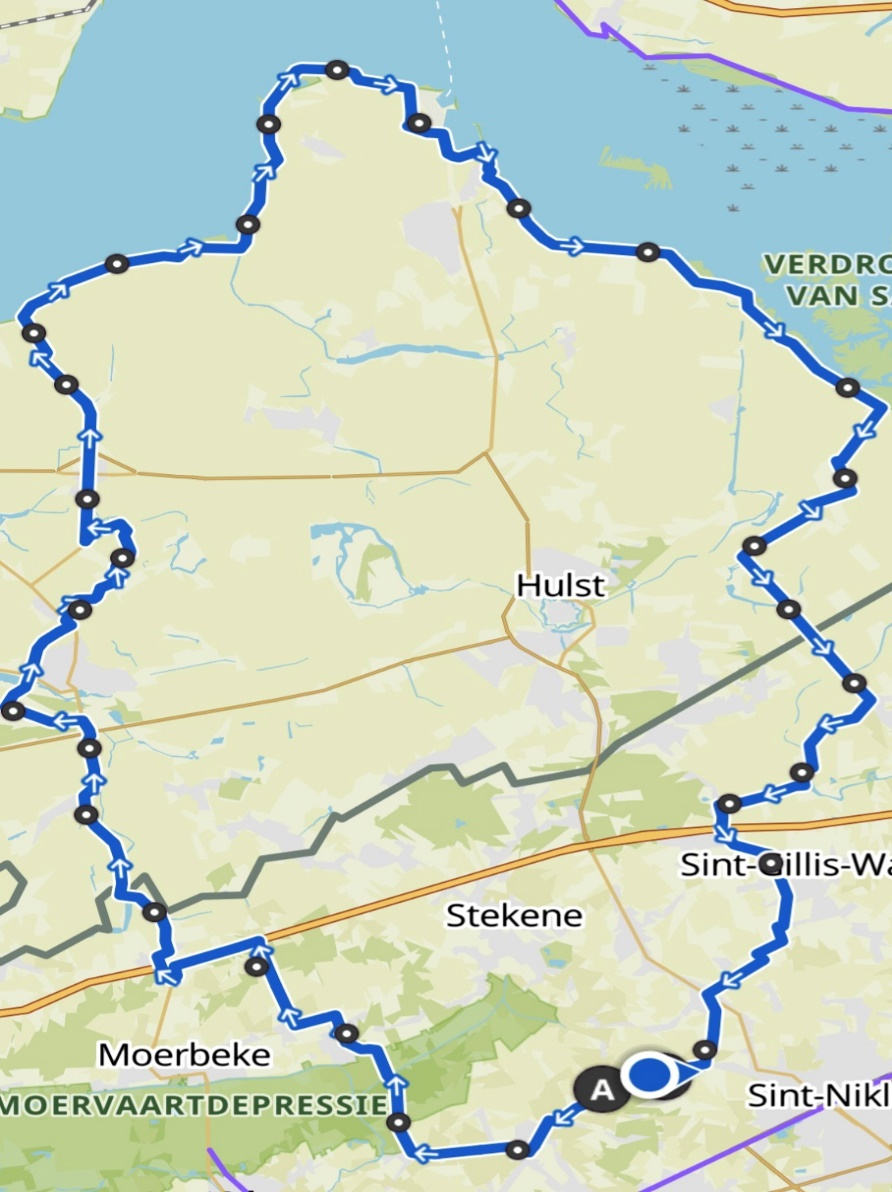 VERDRO
VAN S.
Hulst
Sint-Gillis-Wa
Stekene
Moerbeke
A
Sint-Nikl
MOERVAARTDEPRESSIE